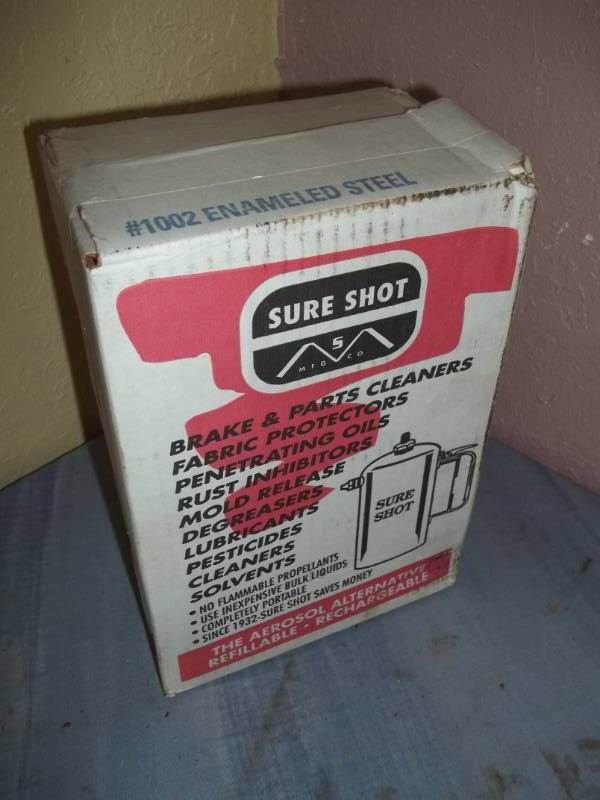 #1002 ENAMELED STEEL
SURE SHOT
S
MFG CO
BRAKE & PARTS CLEANERS
FABRIC PROTECTORS
PENETRATING OILS
RUST INHIBITORS
MOLD RELEASE
DEGREASERS
LUBRICANTS
PESTICIDES
CLEANERS
SOLVENTS
SURE
SHOT
• NO FLAMMABLE PROPELLANTS
• USE INEXPENSIVE BULK LIQUIDS
• COMPLETELY PORTABLE
• SINCE 1932-SURE SHOT SAVES MONEY
THE AEROSOL ALTERNATIVE
REFILLABLE • RECHARGEABLE